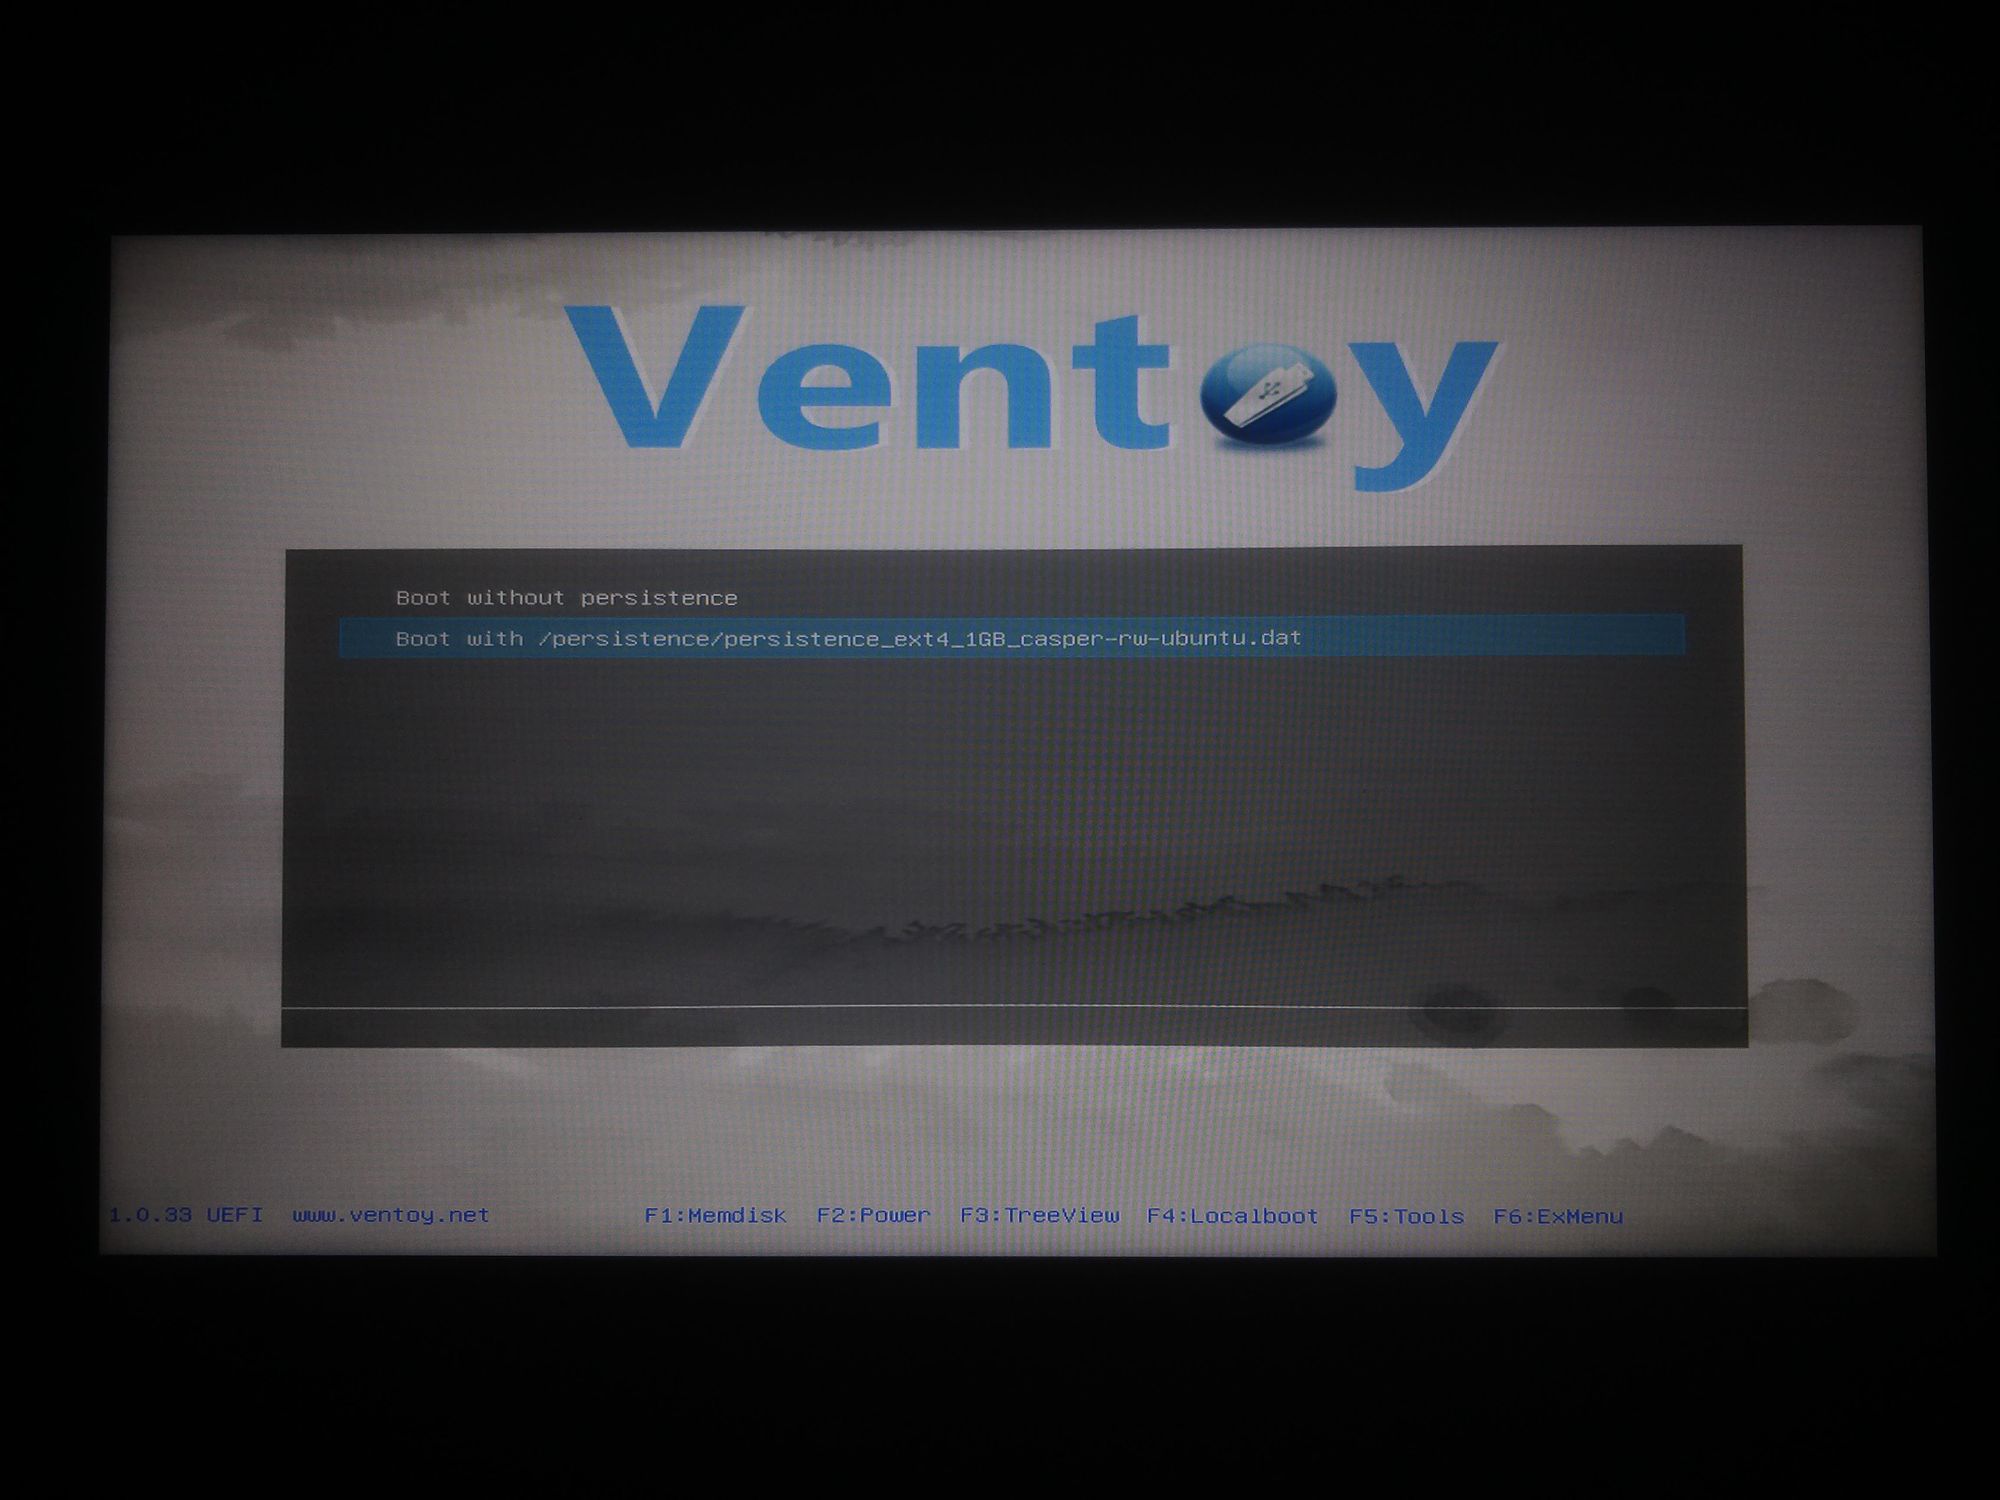 Ventoy
Boot without persistence
Boot with /persistence/persistence_ext4_1GB_casper-rw-ubuntu.dat
1.0.33 UEFI www.ventoy.net F1:Memdisk F2:Power F3:TreeView F4:Localboot F5:Tools F6:ExMenu